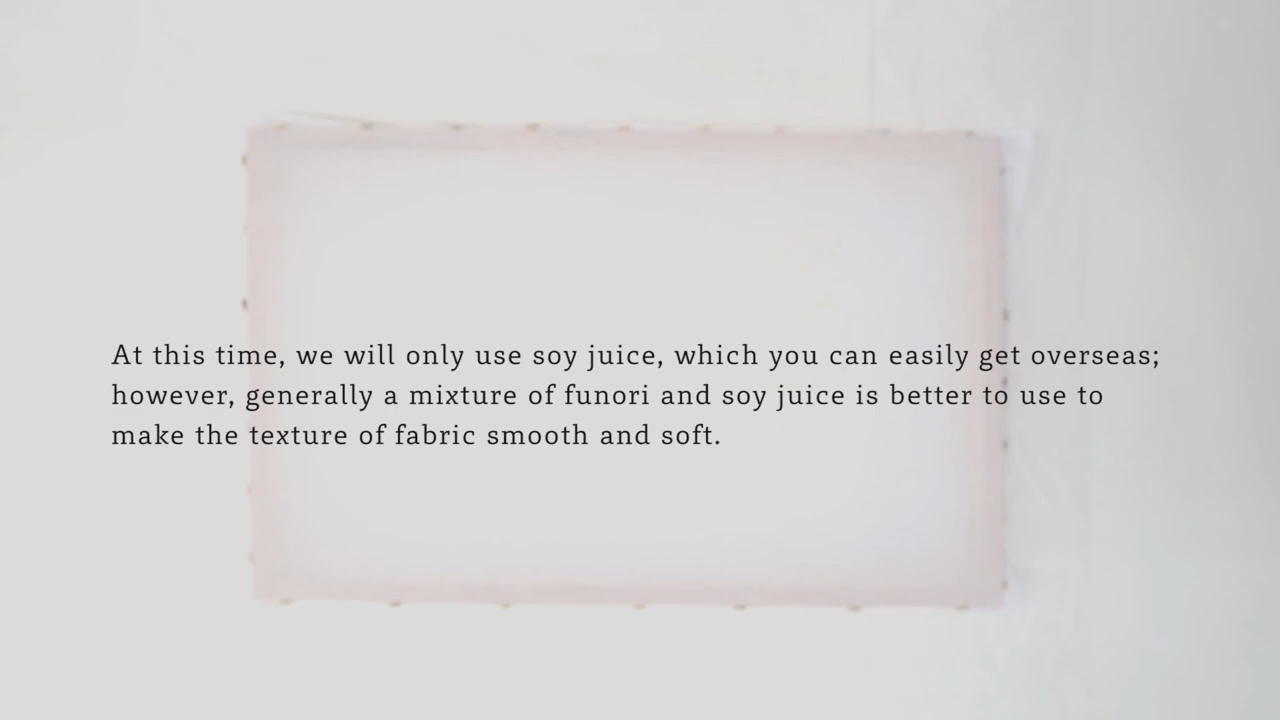 At this time, we will only use soy juice, which you can easily get overseas;
however, generally a mixture of funori and soy juice is better to use to
make the texture of fabric smooth and soft.